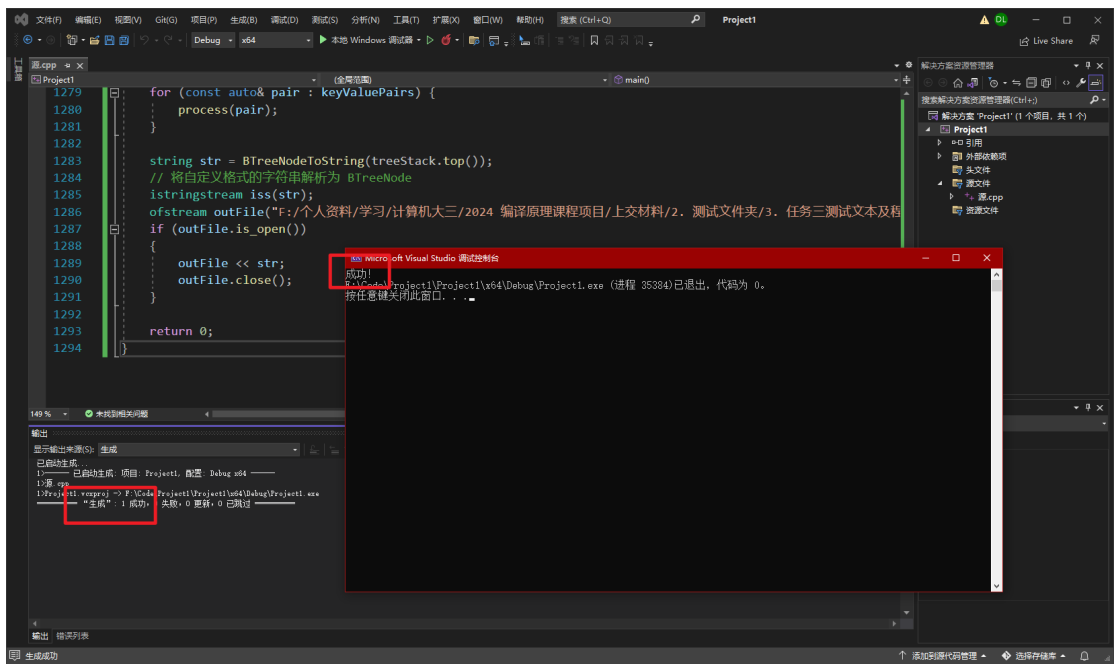 文件(F) 编辑(E) 视图(V) Git(G) 项目(P) 生成(B) 调试(D) 测试(S) 分析(N) 工具(T) 扩展(X) 窗口(W) 帮助(H) 搜索 (Ctrl+Q) Project1 DL
Debug x64 本地 Windows 调试器 Live Share
工具箱
源.cpp
Project1 (全局范围) main()
1279 for (const auto& pair : keyValuePairs) {
1280 process(pair);
1281 }
1282
1283 string str = BTreeNodeToString(treeStack.top());
1284 // 将自定义格式的字符串解析为 BTreeNode
1285 istringstream iss(str);
1286 ofstream outFile("F:/个人资料/学习/计算机大三/2024 编译原理课程项目/上交材料/2. 测试文件夹/3. 任务三测试文本及程
1287 if (outFile.is_open())
1288 {
1289 outFile << str;
1290 outFile.close();
1291 }
1292
1293 return 0;
1294 }
149 % 未找到相关问题
Microsoft Visual Studio 调试控制台
成功!
F:\Code\Project1\Project1\x64\Debug\Project1.exe (进程 35384)已退出，代码为 0。
按任意键关闭此窗口. . .
输出
显示输出来源(S): 生成
已启动生成...
1>------ 已启动生成: 项目: Project1, 配置: Debug x64 ------
1>源.cpp
1>Project1.vcxproj -> F:\Code\Project1\Project1\x64\Debug\Project1.exe
========== “生成”: 1 成功，失败，0 更新，0 已跳过 ==========
输出 错误列表
解决方案资源管理器
搜索解决方案资源管理器(Ctrl+;)
解决方案 'Project1' (1 个项目，共 1 个)
Project1
引用
外部依赖项
头文件
源文件
源.cpp
资源文件
生成成功 添加到源代码管理 选择存储库